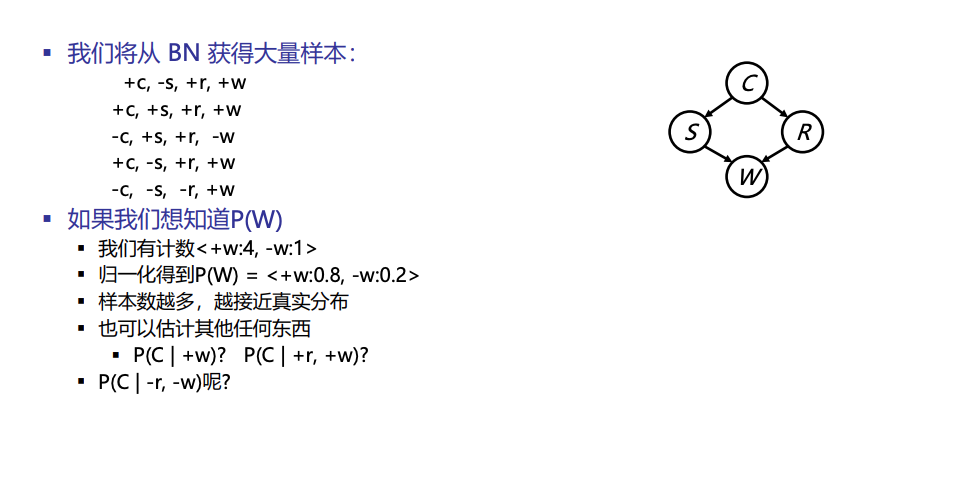 ▪ 我们将从 BN 获得大量样本：
+c, -s, +r, +w
+c, +s, +r, +w
-c, +s, +r, -w
+c, -s, +r, +w
-c, -s, -r, +w
▪ 如果我们想知道P(W)
▪ 我们有计数<+w:4, -w:1>
▪ 归一化得到P(W) = <+w:0.8, -w:0.2>
▪ 样本数越多，越接近真实分布
▪ 也可以估计其他任何东西
▪ P(C | +w)? P(C | +r, +w)?
▪ P(C | -r, -w)呢?
C
S R
W